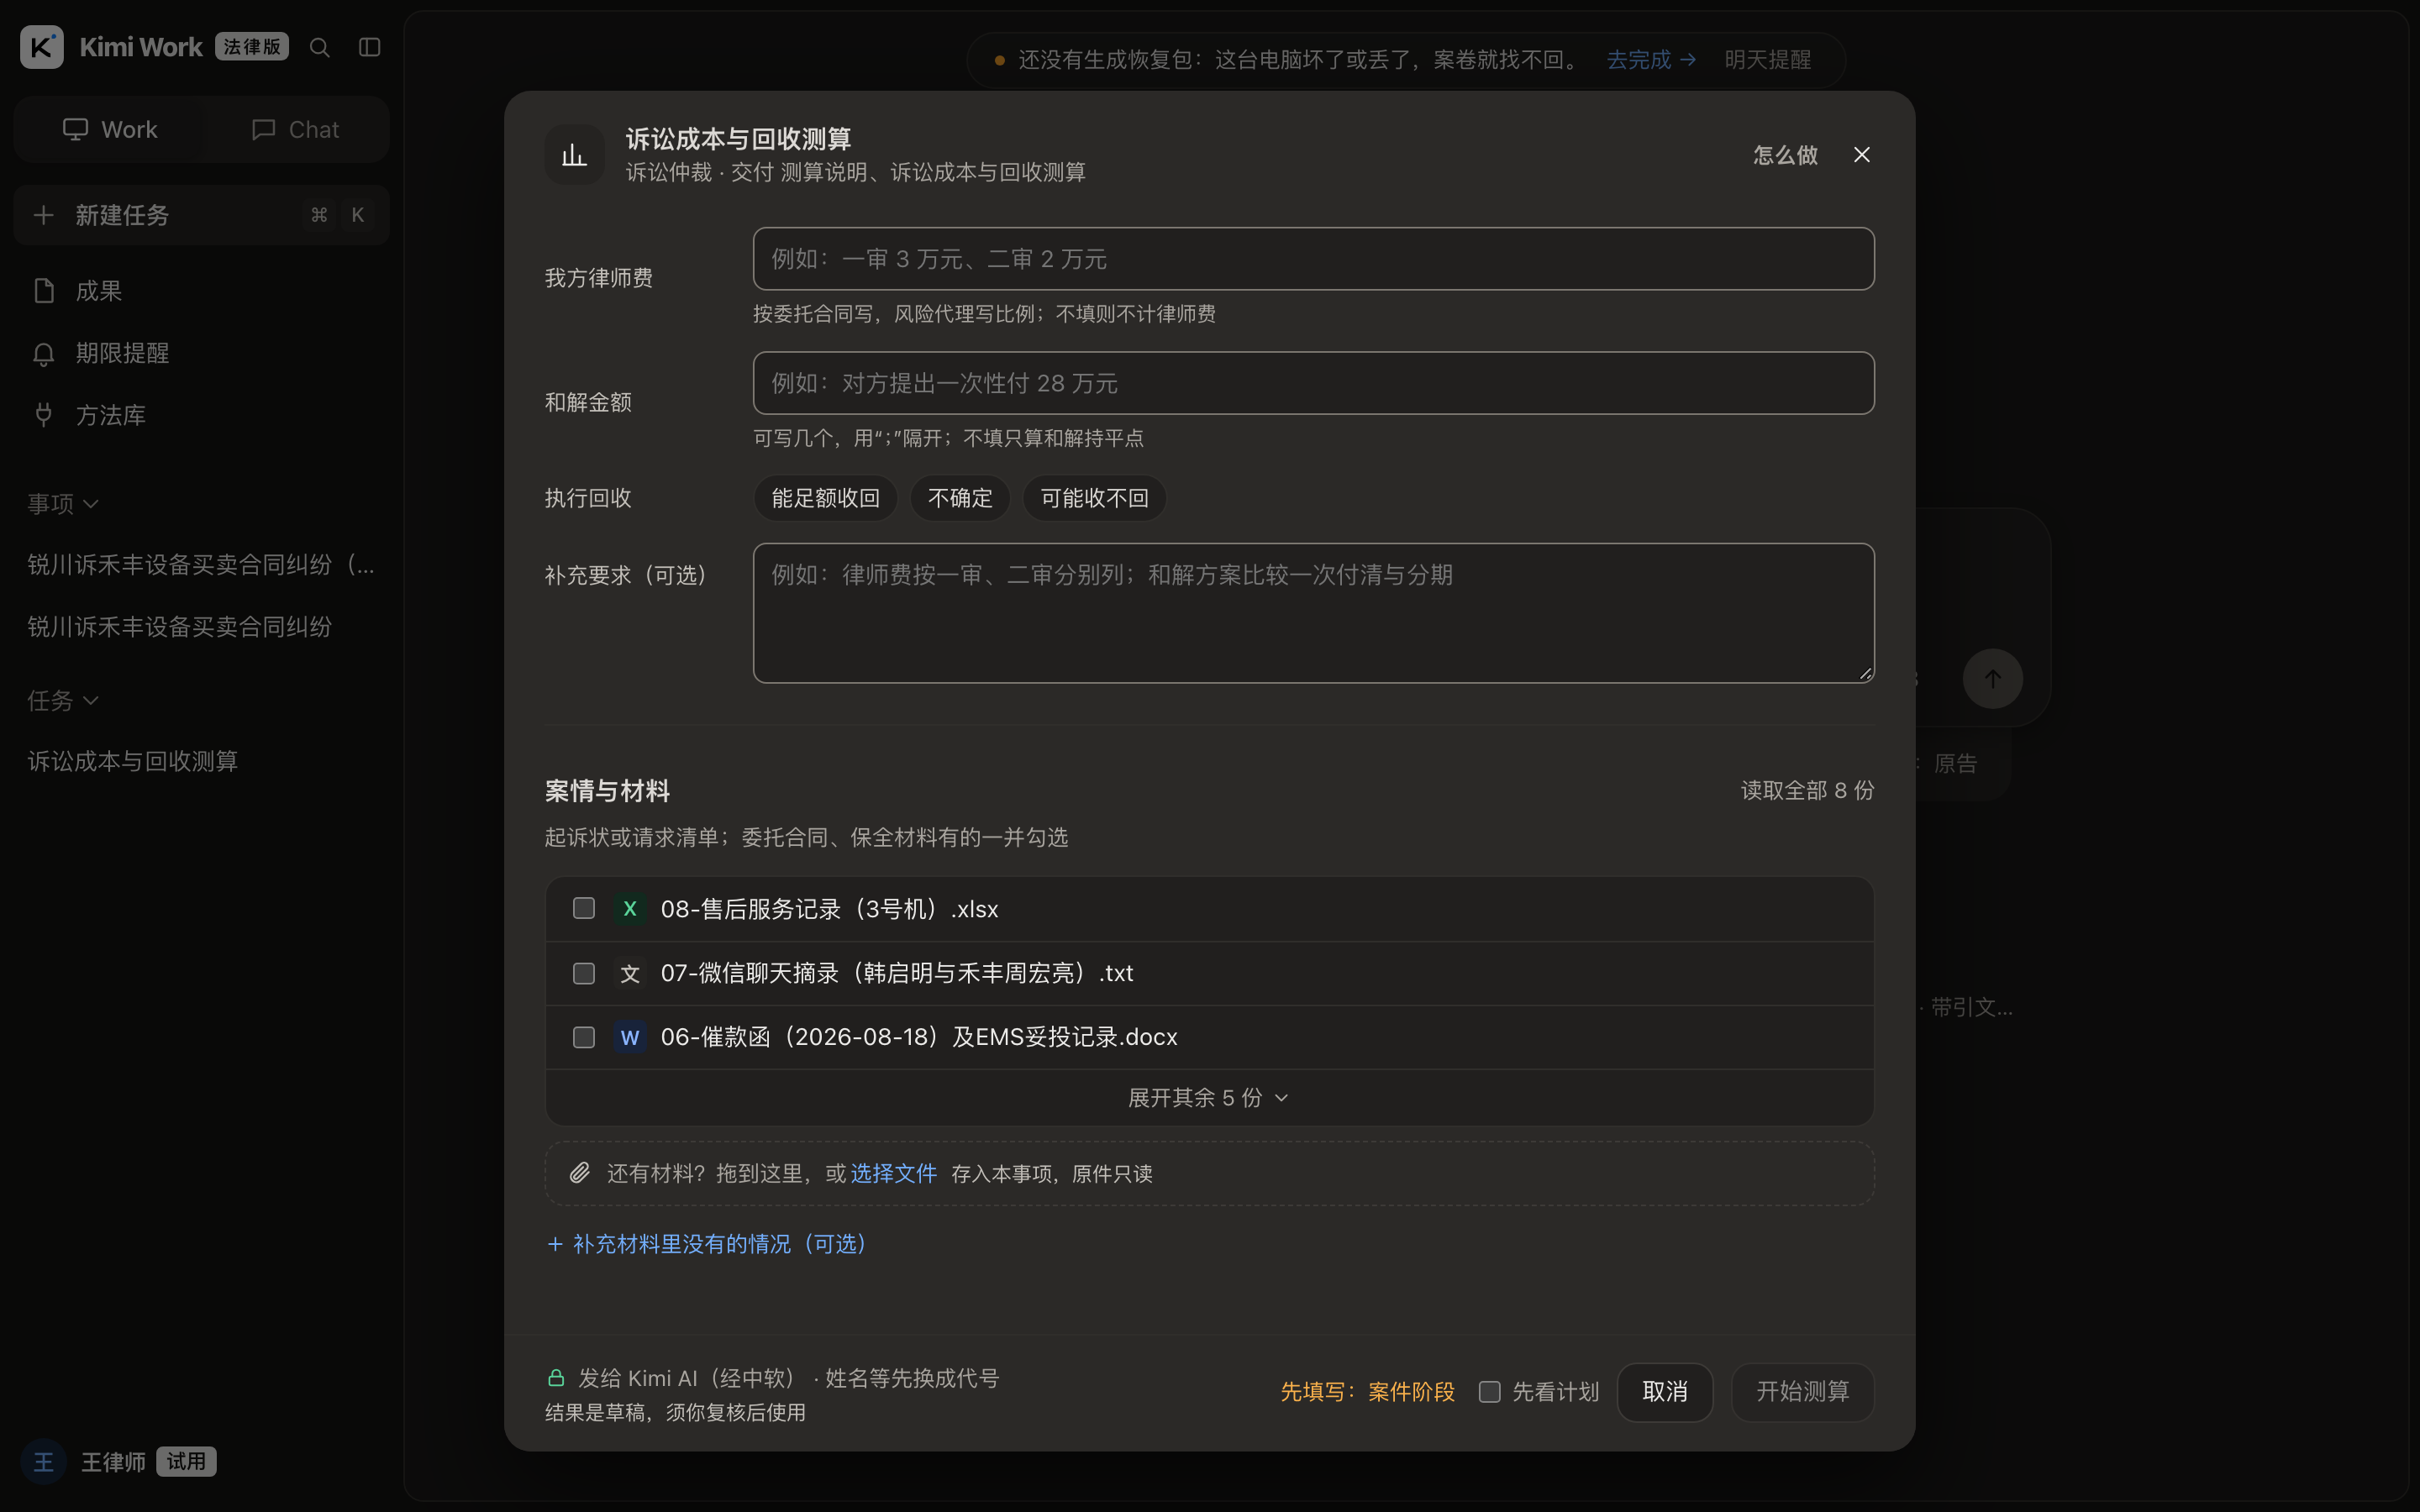 Kimi Work 法律版
Work
Chat
新建任务 ⌘ K
成果
期限提醒
方法库
事项
锐川诉禾丰设备买卖合同纠纷（...
锐川诉禾丰设备买卖合同纠纷
任务
诉讼成本与回收测算
王 王律师 试用
还没有生成恢复包：这台电脑坏了或丢了，案卷就找不回。 去完成 → 明天提醒
诉讼成本与回收测算
诉讼仲裁 · 交付 测算说明、诉讼成本与回收测算
怎么做
我方律师费
例如：一审 3 万元、二审 2 万元
按委托合同写，风险代理写比例；不填则不计律师费
和解金额
例如：对方提出一次性付 28 万元
可写几个，用“；”隔开；不填只算和解持平点
执行回收
能足额收回
不确定
可能收不回
补充要求（可选）
例如：律师费按一审、二审分别列；和解方案比较一次付清与分期
案情与材料
读取全部 8 份
起诉状或请求清单；委托合同、保全材料有的一并勾选
X 08-售后服务记录（3号机）.xlsx
文 07-微信聊天摘录（韩启明与禾丰周宏亮）.txt
W 06-催款函（2026-08-18）及EMS妥投记录.docx
展开其余 5 份
还有材料？拖到这里，或选择文件 存入本事项，原件只读
+ 补充材料里没有的情况（可选）
发给 Kimi AI（经中软） · 姓名等先换成代号
结果是草稿，须你复核后使用
先填写：案件阶段
先看计划
取消
开始测算
：原告
· 带引文...